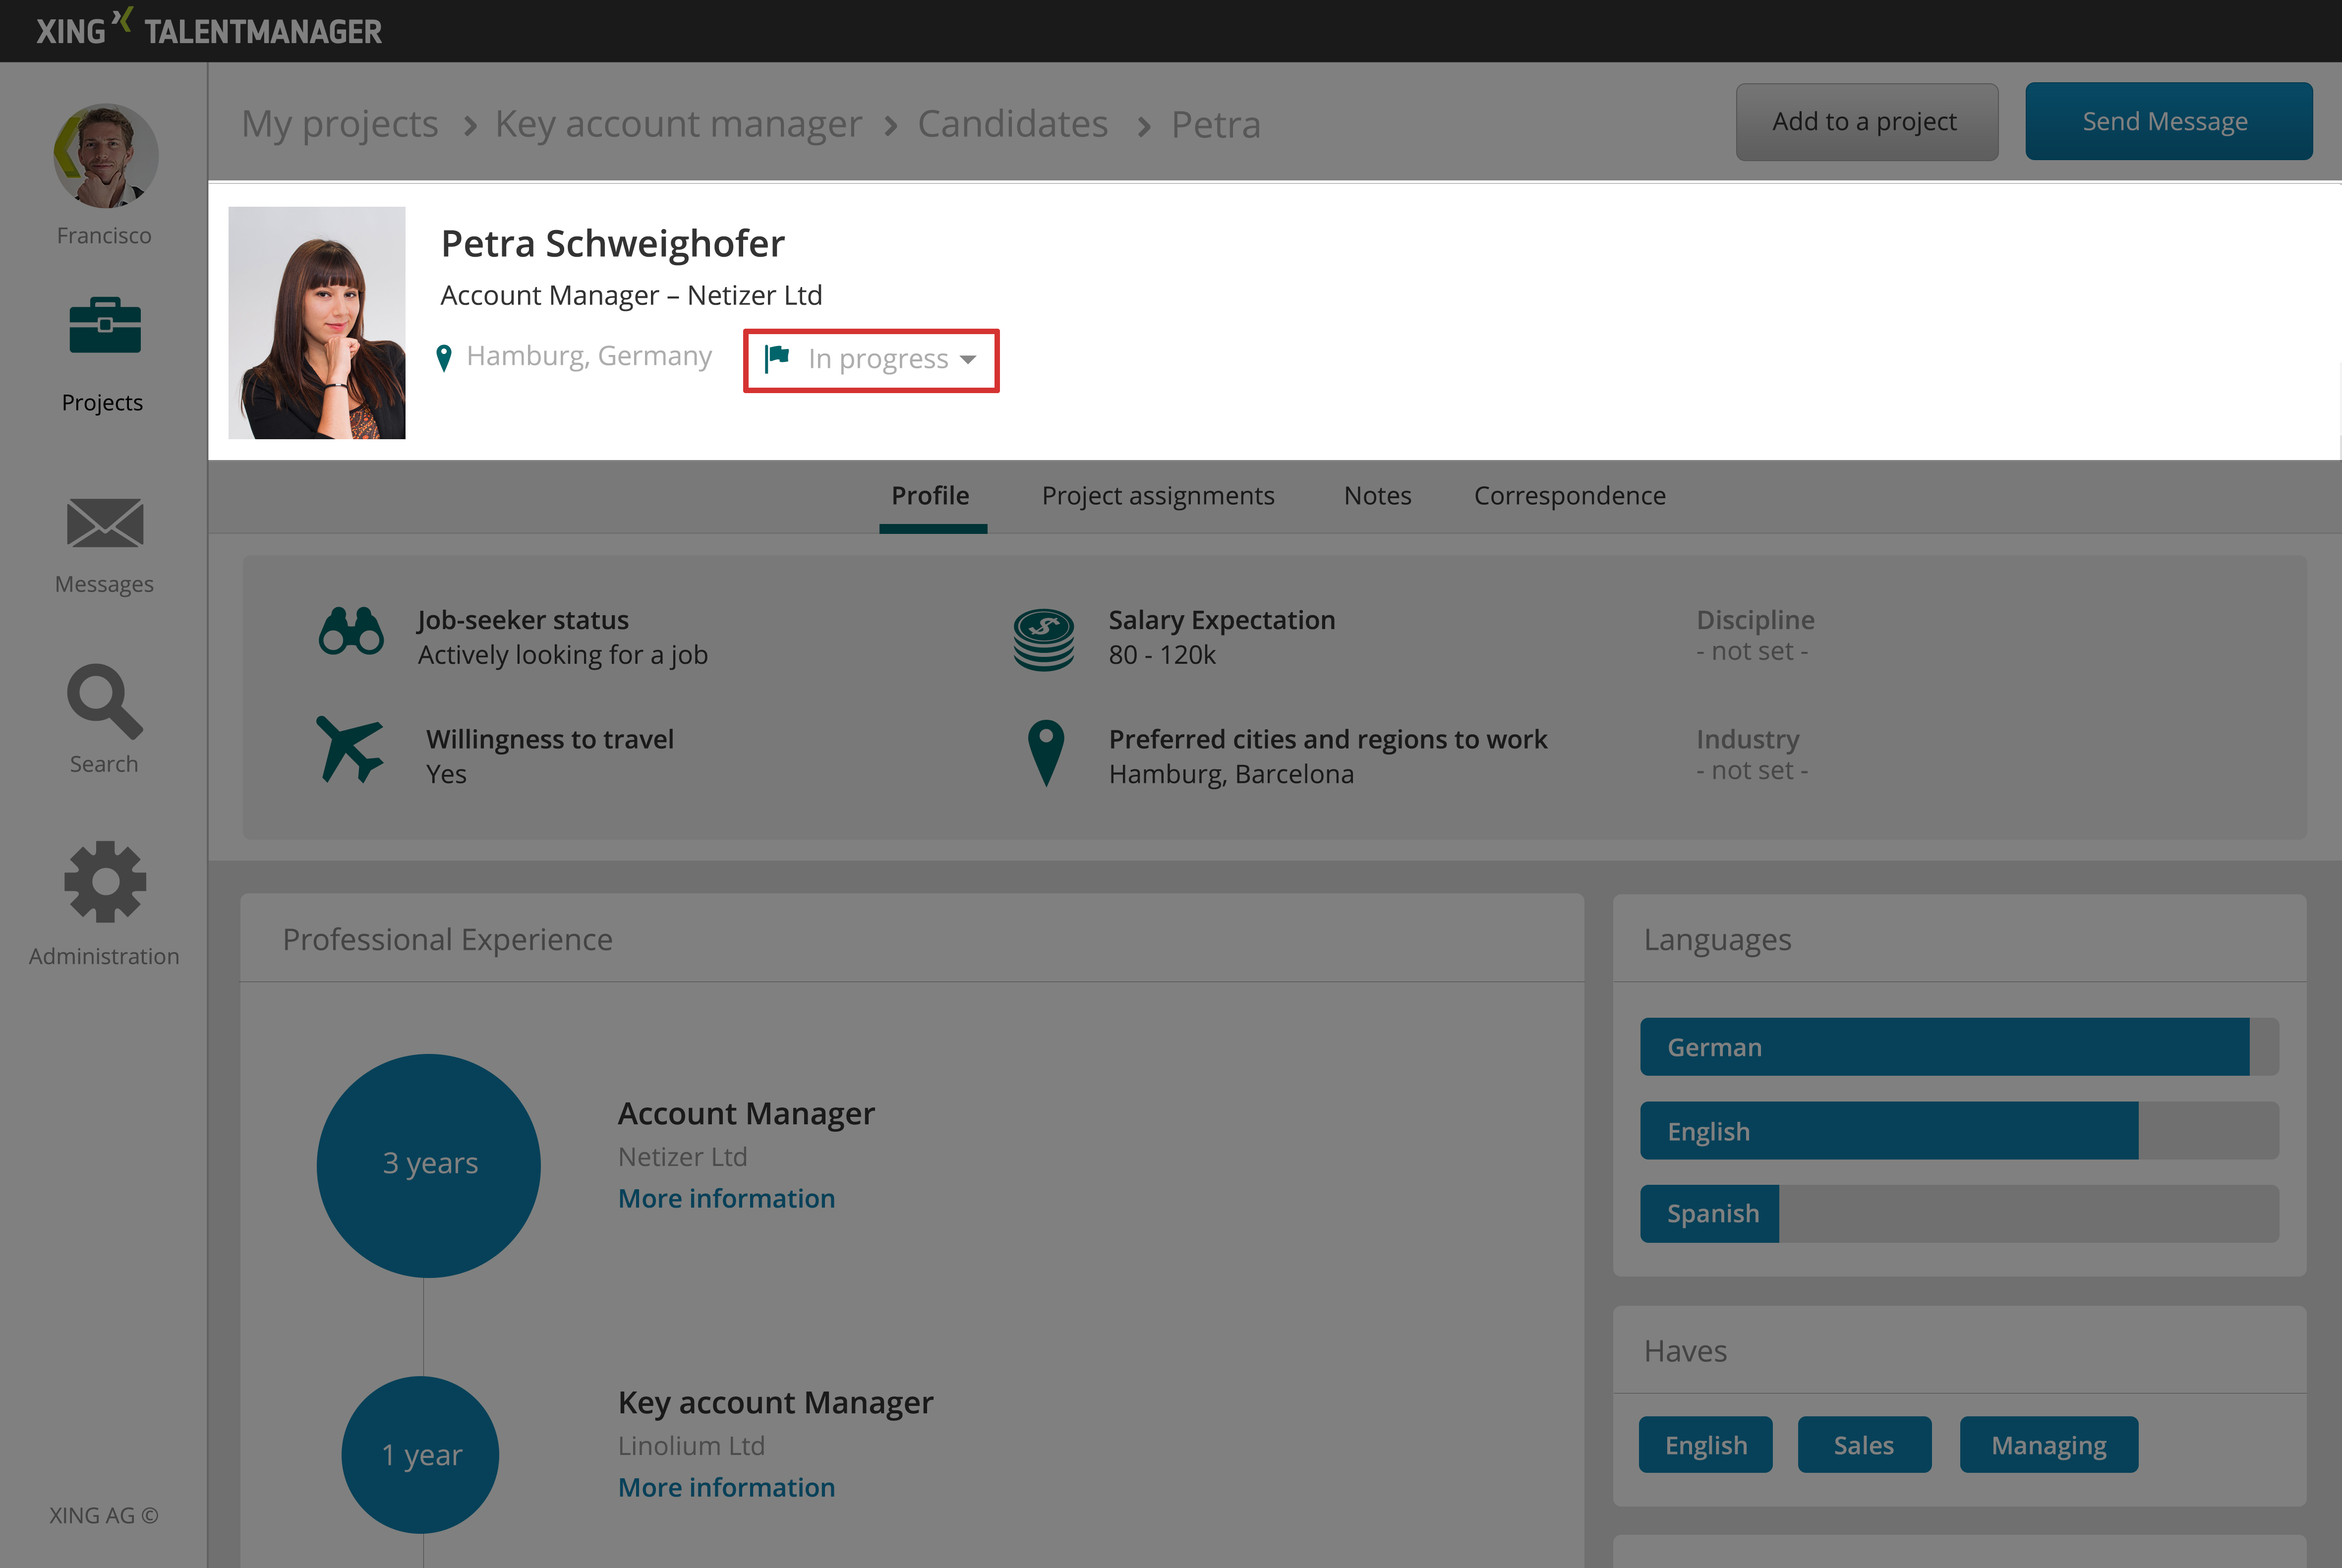 XING TALENTMANAGER
My projects > Key account manager > Candidates > Petra
Add to a project
Send Message
Francisco
Projects
Messages
Search
Administration
XING AG ©
Petra Schweighofer
Account Manager – Netizer Ltd
Hamburg, Germany
In progress
Profile
Project assignments
Notes
Correspondence
Job-seeker status
Actively looking for a job
Salary Expectation
80 - 120k
Discipline
- not set -
Willingness to travel
Yes
Preferred cities and regions to work
Hamburg, Barcelona
Industry
- not set -
Professional Experience
3 years
Account Manager
Netizer Ltd
More information
1 year
Key account Manager
Linolium Ltd
More information
Languages
German
English
Spanish
Haves
English
Sales
Managing